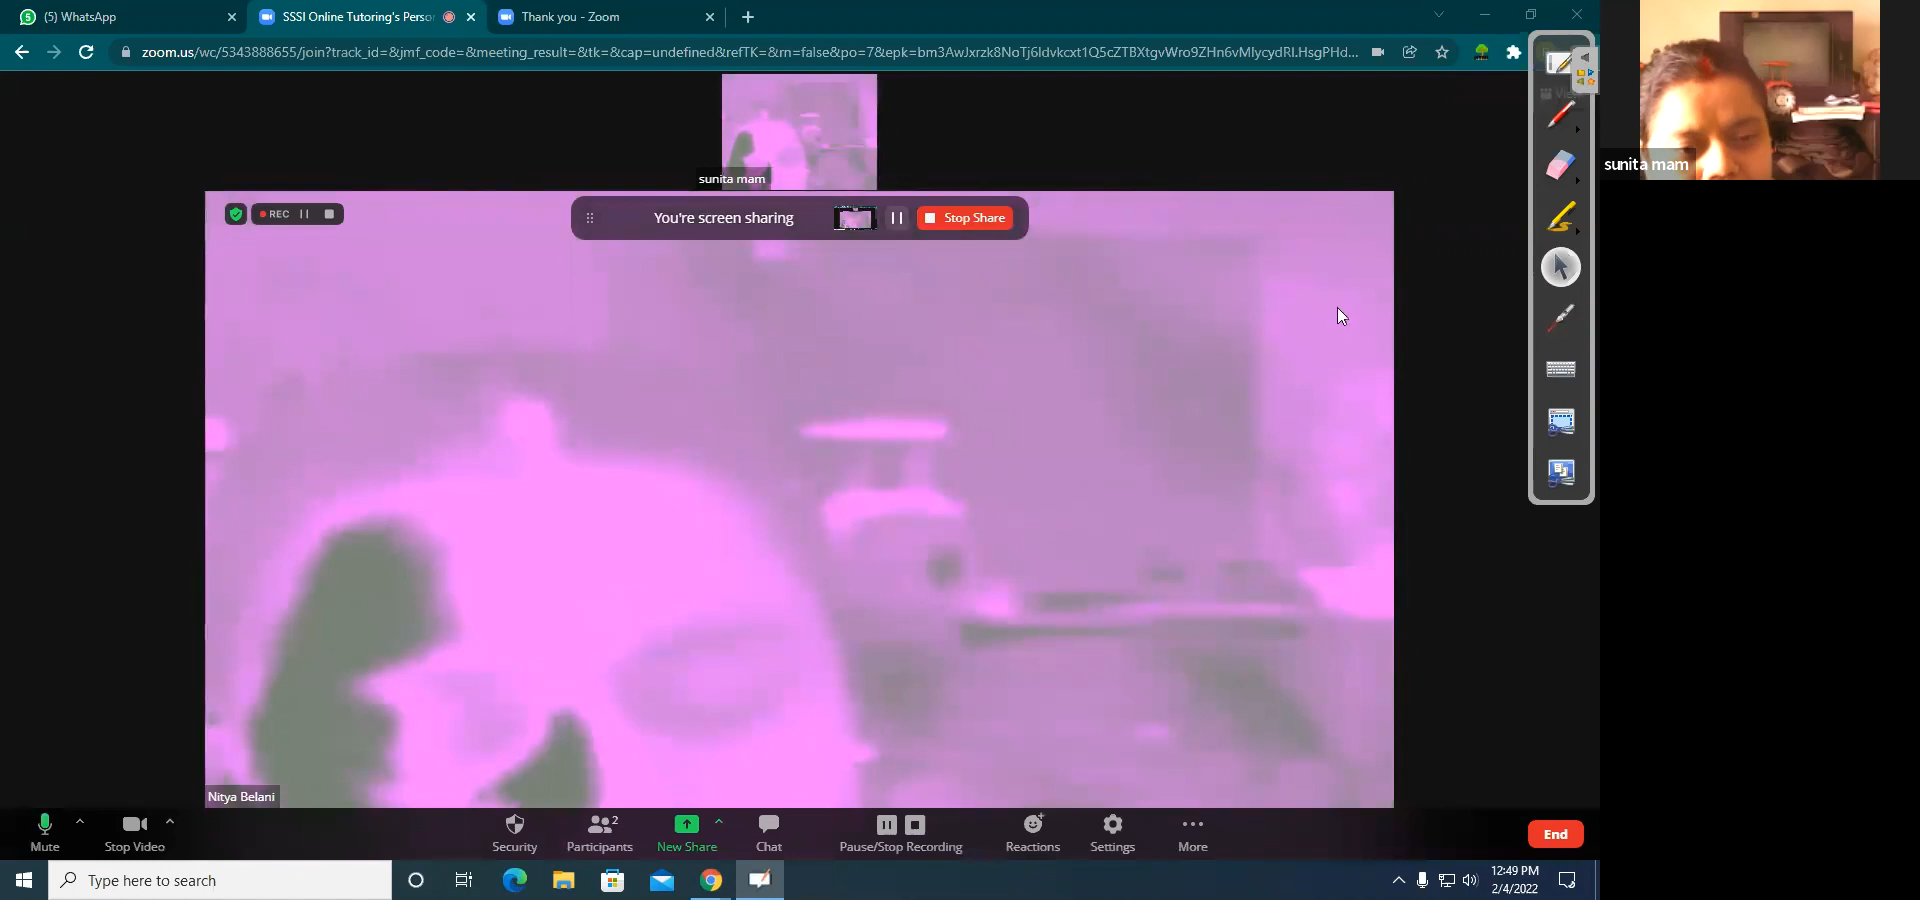 (5) WhatsApp
SSSI Online Tutoring's Perso
Thank you - Zoom
zoom.us/wc/5343888655/join?track_id=&jmf_code=&meeting_result=&tk=&cap=undefined&refTK=&rn=false&po=7&epk=bm3AwJxrzk8NoTj6ldvkcxt1Q5cZTBXtgvWro9ZHn6vMlycydRI.HsgPHd...
View
sunita mam
sunita mam
REC
You're screen sharing
Stop Share
Nitya Belani
Mute
Stop Video
Security
Participants
2
New Share
Chat
Pause/Stop Recording
Reactions
Settings
More
End
Type here to search
12:49 PM
2/4/2022